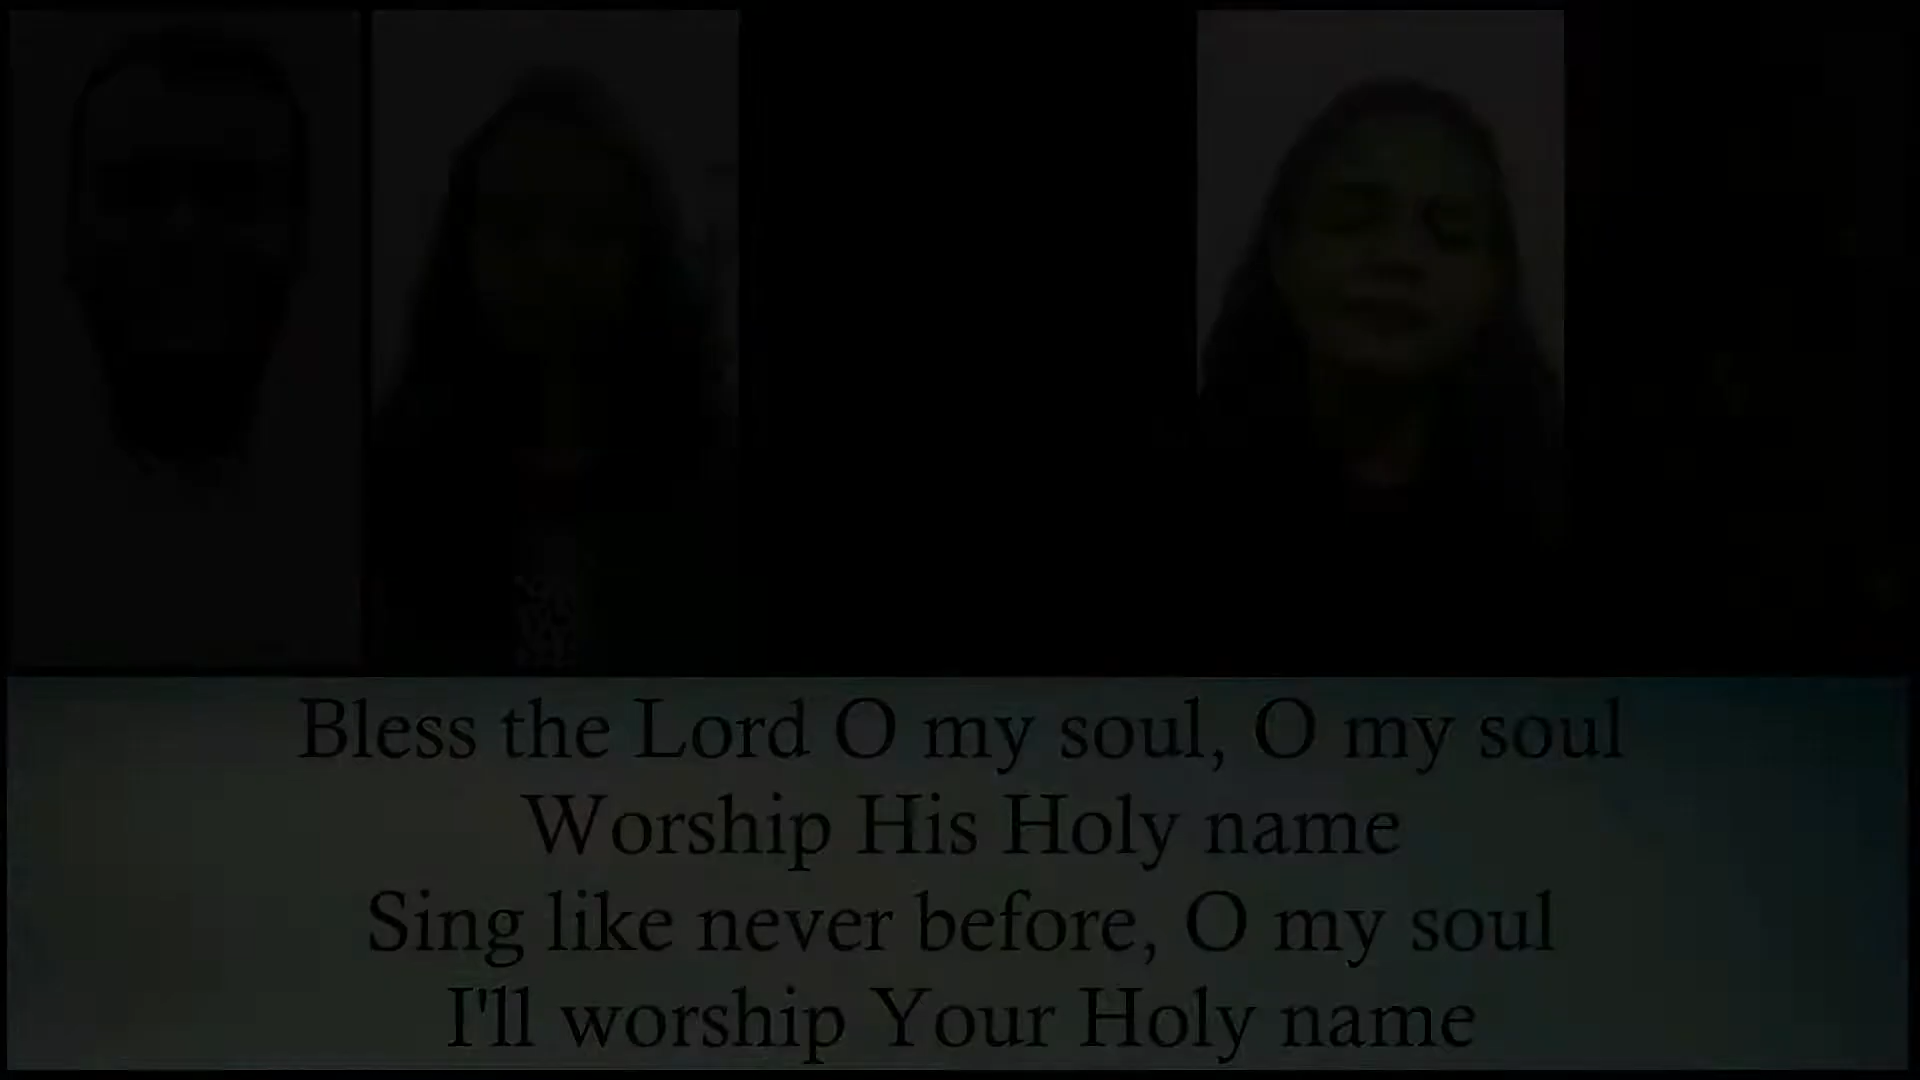 Bless the Lord O my soul, O my soul
Worship His Holy name
Sing like never before, O my soul
I'll worship Your Holy name